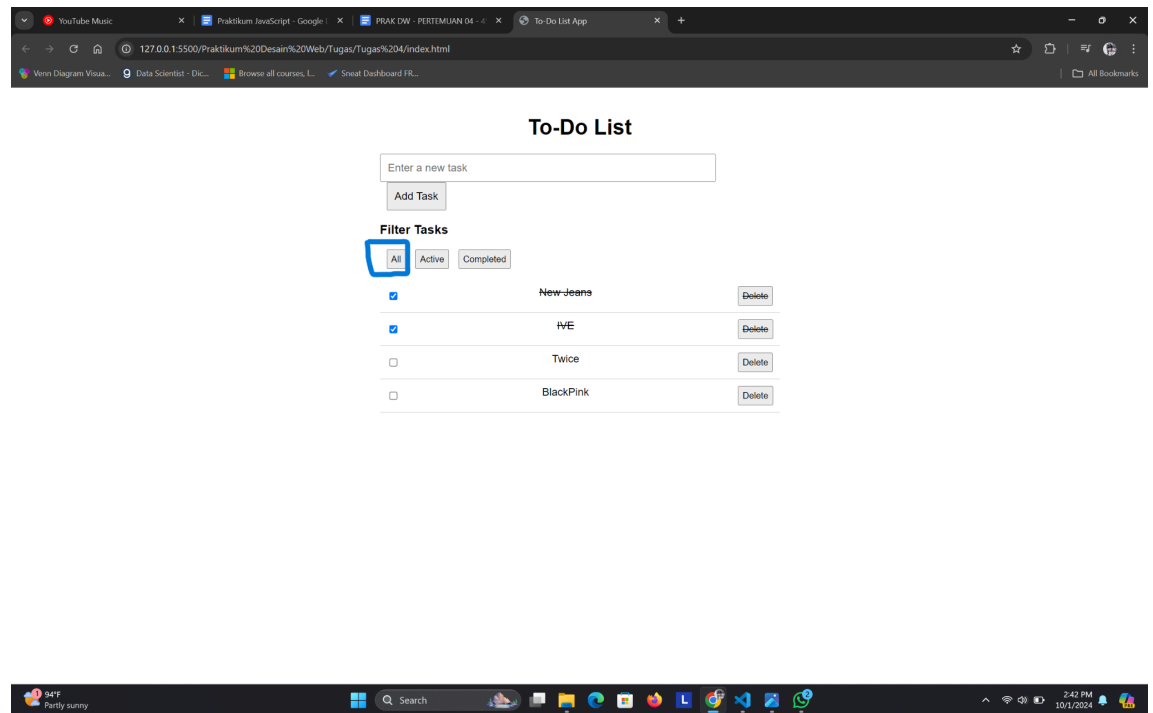 YouTube Music
Praktikum JavaScript - Google
PRAK DW - PERTEMUAN 04 - 4
To-Do List App
127.0.0.1:5500/Praktikum%20Desain%20Web/Tugas/Tugas%204/index.html
Venn Diagram Visua... Data Scientist - Dic... Browse all courses, L... Sneat Dashboard FR... All Bookmarks
To-Do List
Enter a new task
Add Task
Filter Tasks
All Active Completed
New Jeans Delete
IVE Delete
Twice Delete
BlackPink Delete
1 94°F
Partly sunny
Search
L
2
2:42 PM
10/1/2024